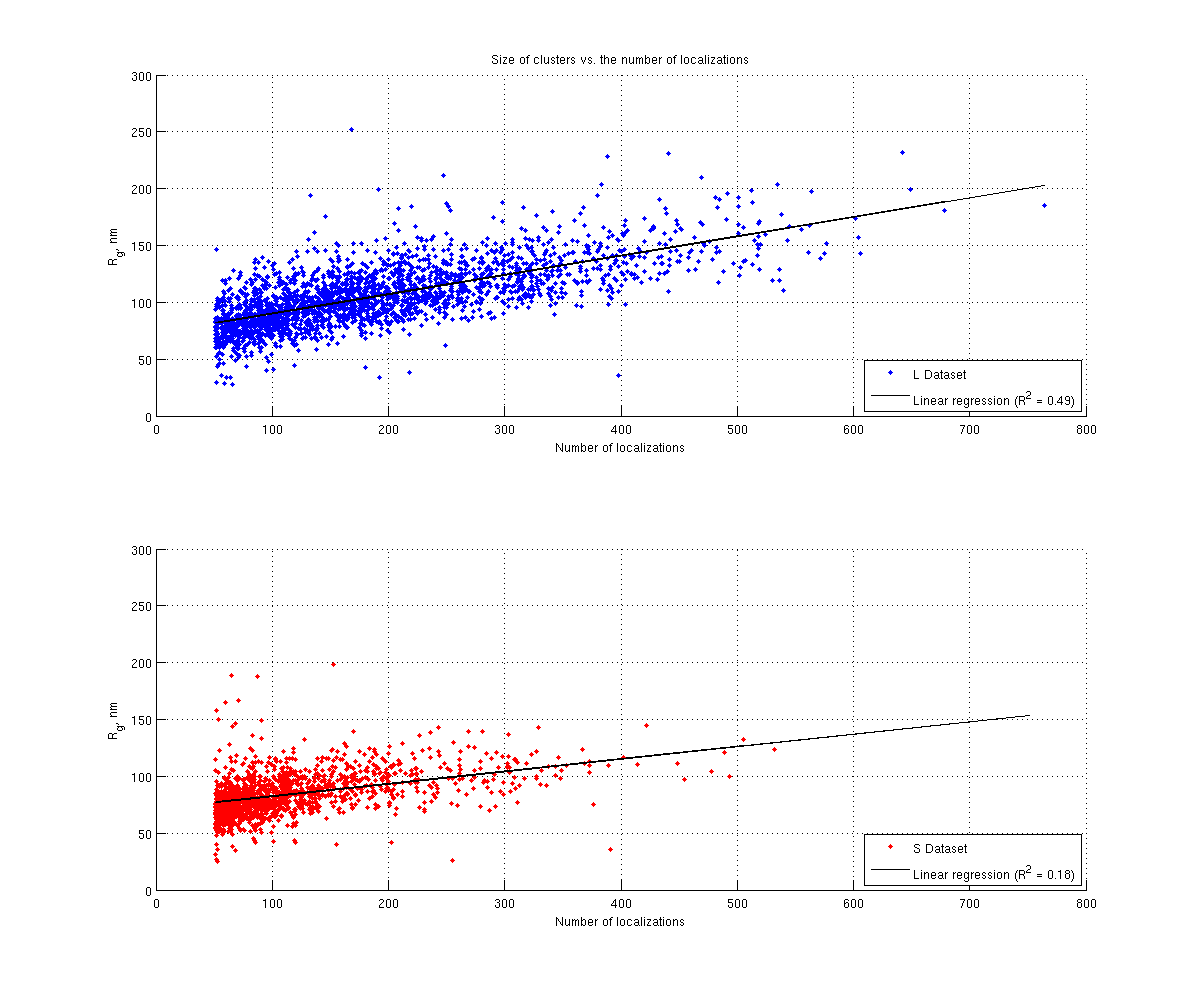 Size of clusters vs. the number of localizations
300
250
200
150
100
50
0
R_g, nm
0 100 200 300 400 500 600 700 800
Number of localizations
L Dataset
Linear regression (R^2 = 0.49)
300
250
200
150
100
50
0
R_g, nm
0 100 200 300 400 500 600 700 800
Number of localizations
S Dataset
Linear regression (R^2 = 0.18)